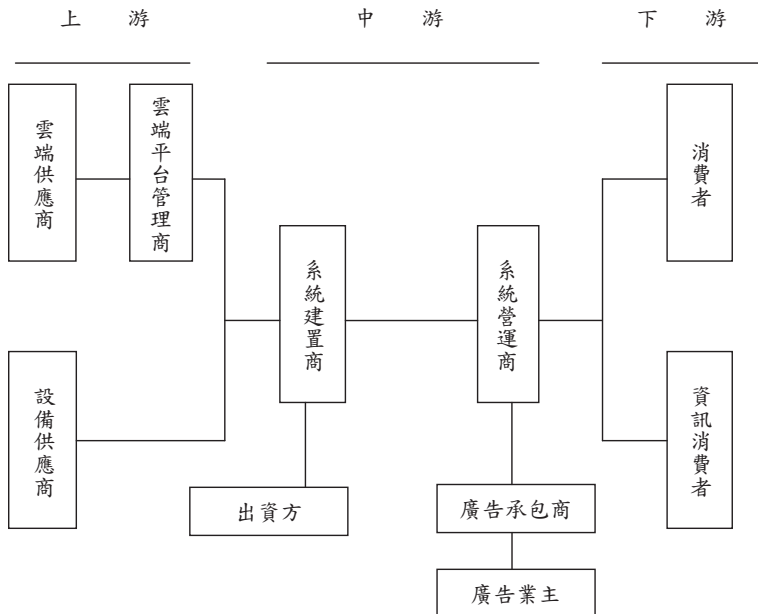 上游
中游
下游
雲端供應商
雲端平台管理商
消費者
系統建置商
系統營運商
設備供應商
資訊消費者
出資方
廣告承包商
廣告業主